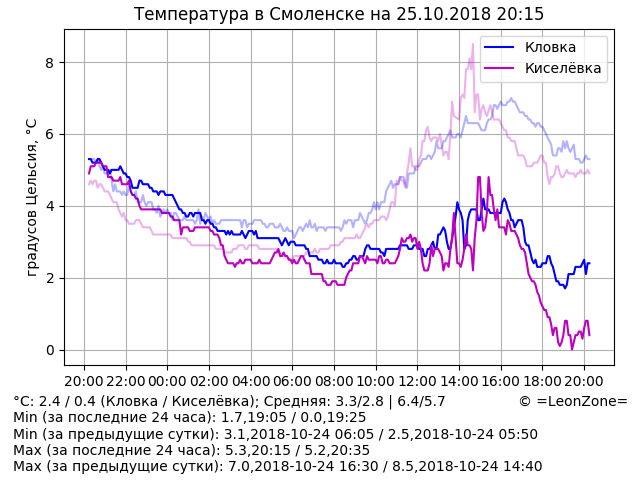 Температура в Смоленске на 25.10.2018 20:15
градусов Цельсия, °C
8
6
4
2
0
Кловка
Киселёвка
20:00 22:00 00:00 02:00 04:00 06:00 08:00 10:00 12:00 14:00 16:00 18:00 20:00
°C: 2.4 / 0.4 (Кловка / Киселёвка); Средняя: 3.3/2.8 | 6.4/5.7 © =LeonZone=
Min (за последние 24 часа): 1.7,19:05 / 0.0,19:25
Min (за предыдущие сутки): 3.1,2018-10-24 06:05 / 2.5,2018-10-24 05:50
Max (за последние 24 часа): 5.3,20:15 / 5.2,20:35
Max (за предыдущие сутки): 7.0,2018-10-24 16:30 / 8.5,2018-10-24 14:40